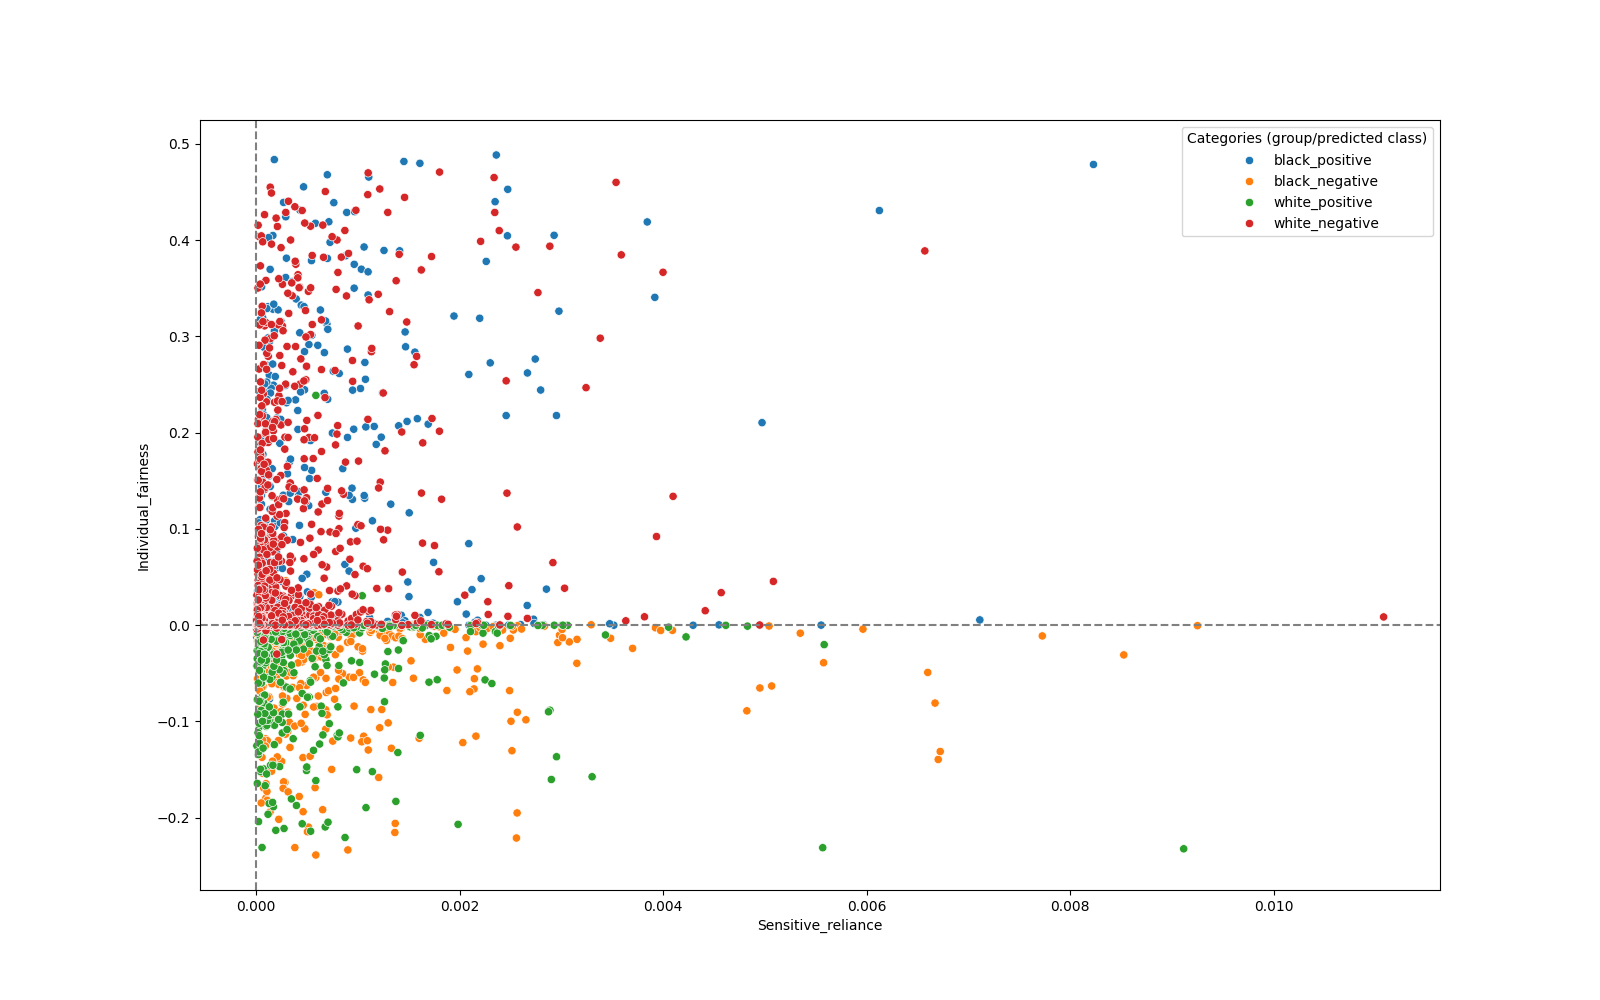 Categories (group/predicted class)
black_positive
black_negative
white_positive
white_negative
0.5
0.4
0.3
0.2
0.1
0.0
−0.1
−0.2
Individual_fairness
0.000
0.002
0.004
0.006
0.008
0.010
Sensitive_reliance